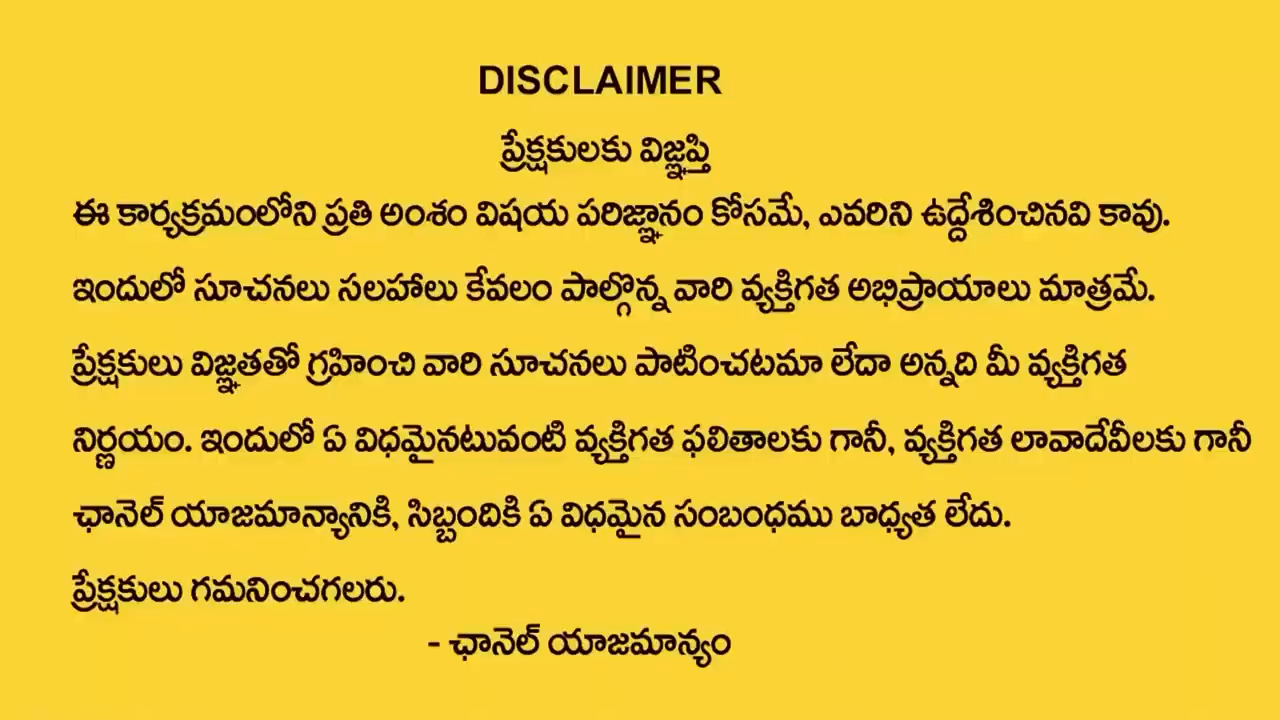 DISCLAIMER
ప్రేక్షకులకు విజ్ఞప్తి
ఈ కార్యక్రమంలోని ప్రతి అంశం విషయ పరిజ్ఞానం కోసమే, ఎవరిని ఉద్దేశించినవి కావు.
ఇందులో సూచనలు సలహాలు కేవలం పాల్గొన్న వారి వ్యక్తిగత అభిప్రాయాలు మాత్రమే.
ప్రేక్షకులు విజ్ఞతతో గ్రహించి వారి సూచనలు పాటించటమా లేదా అన్నది మీ వ్యక్తిగత
నిర్ణయం. ఇందులో ఏ విధమైనటువంటి వ్యక్తిగత ఫలితాలకు గానీ, వ్యక్తిగత లావాదేవీలకు గానీ
ఛానెల్ యాజమాన్యానికి, సిబ్బందికి ఏ విధమైన సంబంధము బాధ్యత లేదు.
ప్రేక్షకులు గమనించగలరు.
- ఛానెల్ యాజమాన్యం